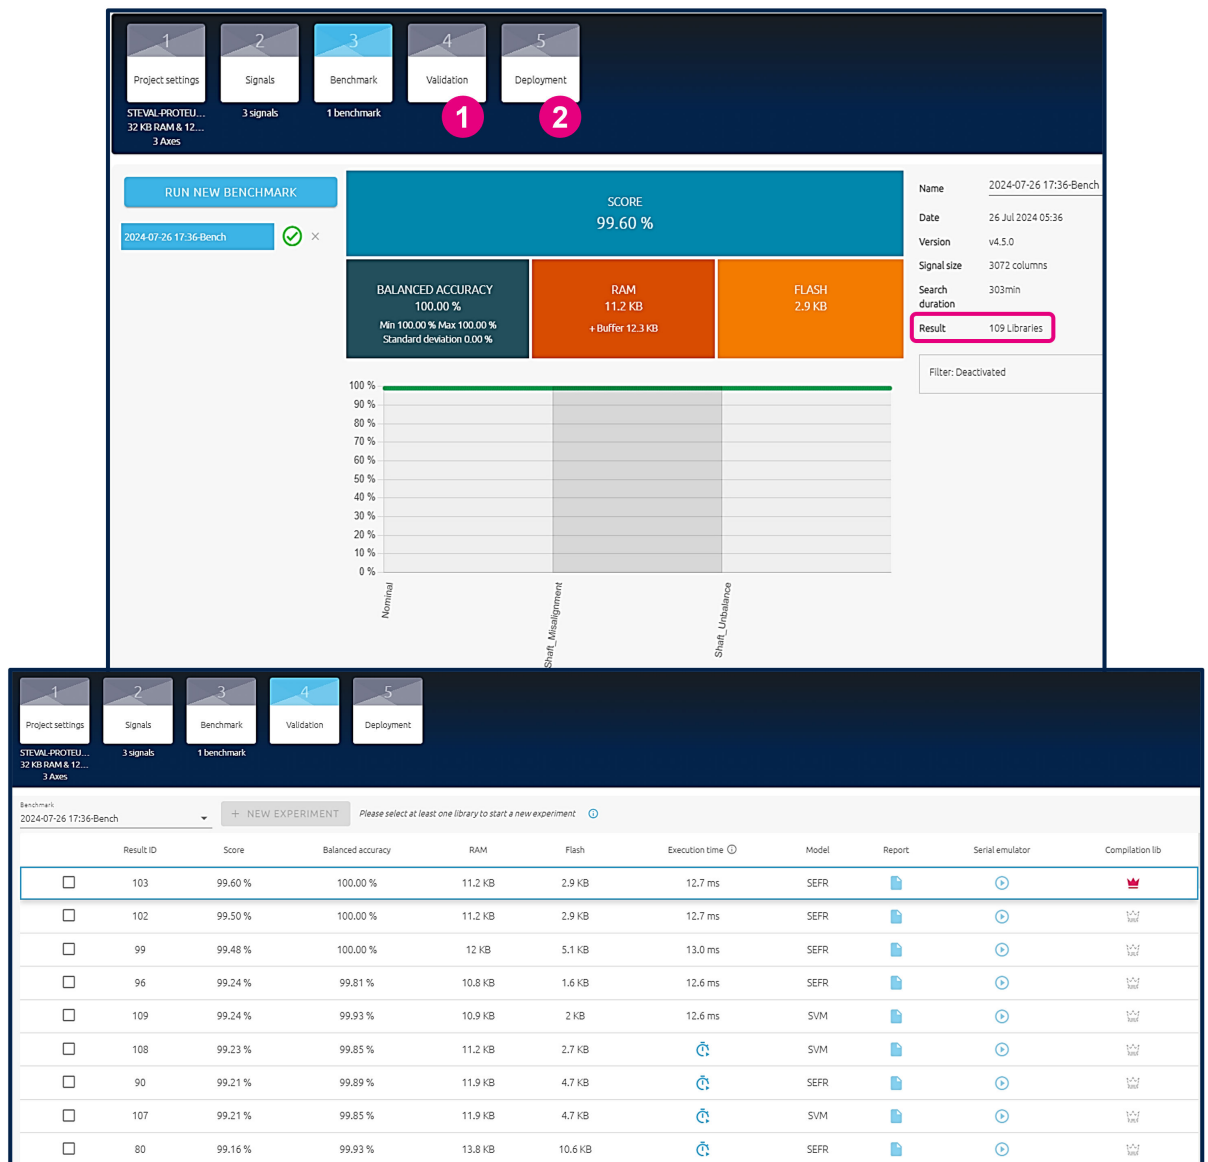 1 2 3 4 5
Project settings Signals Benchmark Validation Deployment
STEVAL-PROTEU... 3 signals 1 benchmark
32 KB RAM & 12...
3 Axes
1 2
RUN NEW BENCHMARK
2024-07-26 17:36-Bench
SCORE
99.60 %
BALANCED ACCURACY
100.00 %
Min 100.00 % Max 100.00 %
Standard deviation 0.00 %
RAM
11.2 KB
+ Buffer 12.3 KB
FLASH
2.9 KB
Name 2024-07-26 17:36-Bench
Date 26 Jul 2024 05:36
Version v4.5.0
Signal size 3072 columns
Search duration 303min
Result 109 Libraries
Filter: Deactivated
100 %
90 %
80 %
70 %
60 %
50 %
40 %
30 %
20 %
10 %
0 %
Nominal
Shaft_Misalignment
Shaft_Unbalance
1 2 3 4 5
Project settings Signals Benchmark Validation Deployment
STEVAL-PROTEU... 3 signals 1 benchmark
32 KB RAM & 12...
3 Axes
Benchmark
2024-07-26 17:36-Bench
+ NEW EXPERIMENT Please select at least one library to start a new experiment
Result ID Score Balanced accuracy RAM Flash Execution time Model Report Serial emulator Compilation lib
103 99.60 % 100.00 % 11.2 KB 2.9 KB 12.7 ms SEFR
102 99.50 % 100.00 % 11.2 KB 2.9 KB 12.7 ms SEFR
99 99.48 % 100.00 % 12 KB 5.1 KB 13.0 ms SEFR
96 99.24 % 99.81 % 10.8 KB 1.6 KB 12.6 ms SEFR
109 99.24 % 99.93 % 10.9 KB 2 KB 12.6 ms SVM
108 99.23 % 99.85 % 11.2 KB 2.7 KB SVM
90 99.21 % 99.89 % 11.9 KB 4.7 KB SEFR
107 99.21 % 99.85 % 11.9 KB 4.7 KB SVM
80 99.16 % 99.93 % 13.8 KB 10.6 KB SEFR